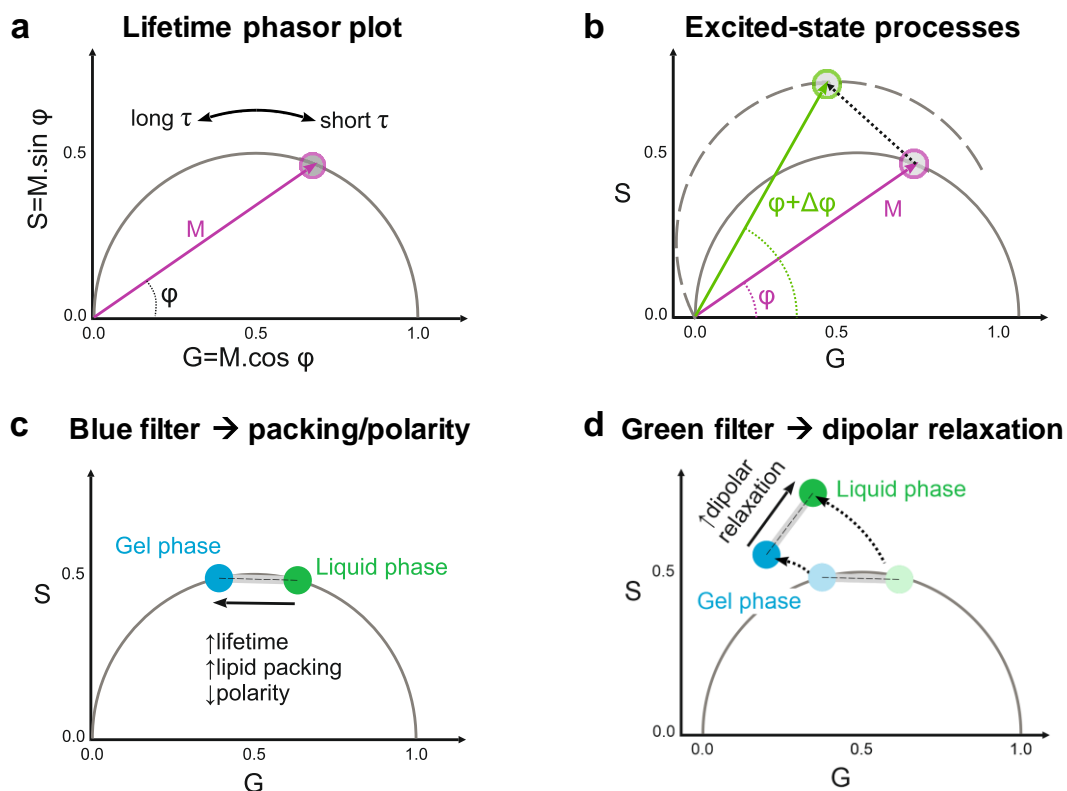 a
Lifetime phasor plot
S=M.sin φ
0.5
0.0
long τ
short τ
M
φ
0.0
0.5
1.0
G=M.cos φ
b
Excited-state processes
S
0.5
0.0
φ+Δφ
M
φ
0.0
0.5
1.0
G
c
Blue filter → packing/polarity
S
0.5
0.0
Gel phase
Liquid phase
↑lifetime
↑lipid packing
↓polarity
0.0
0.5
1.0
G
d
Green filter → dipolar relaxation
S
0.5
0.0
↑dipolar
relaxation
Liquid phase
Gel phase
0.0
0.5
1.0
G